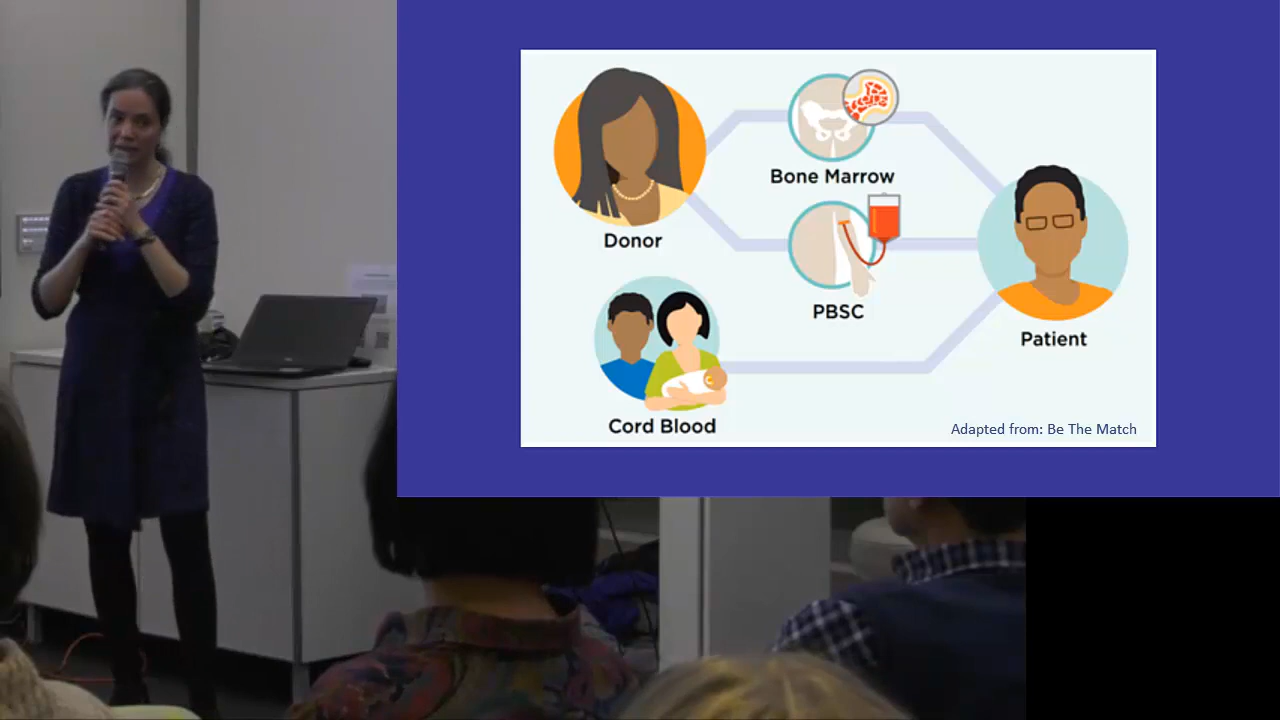 Bone Marrow
Donor
PBSC
Patient
Cord Blood
Adapted from: Be The Match